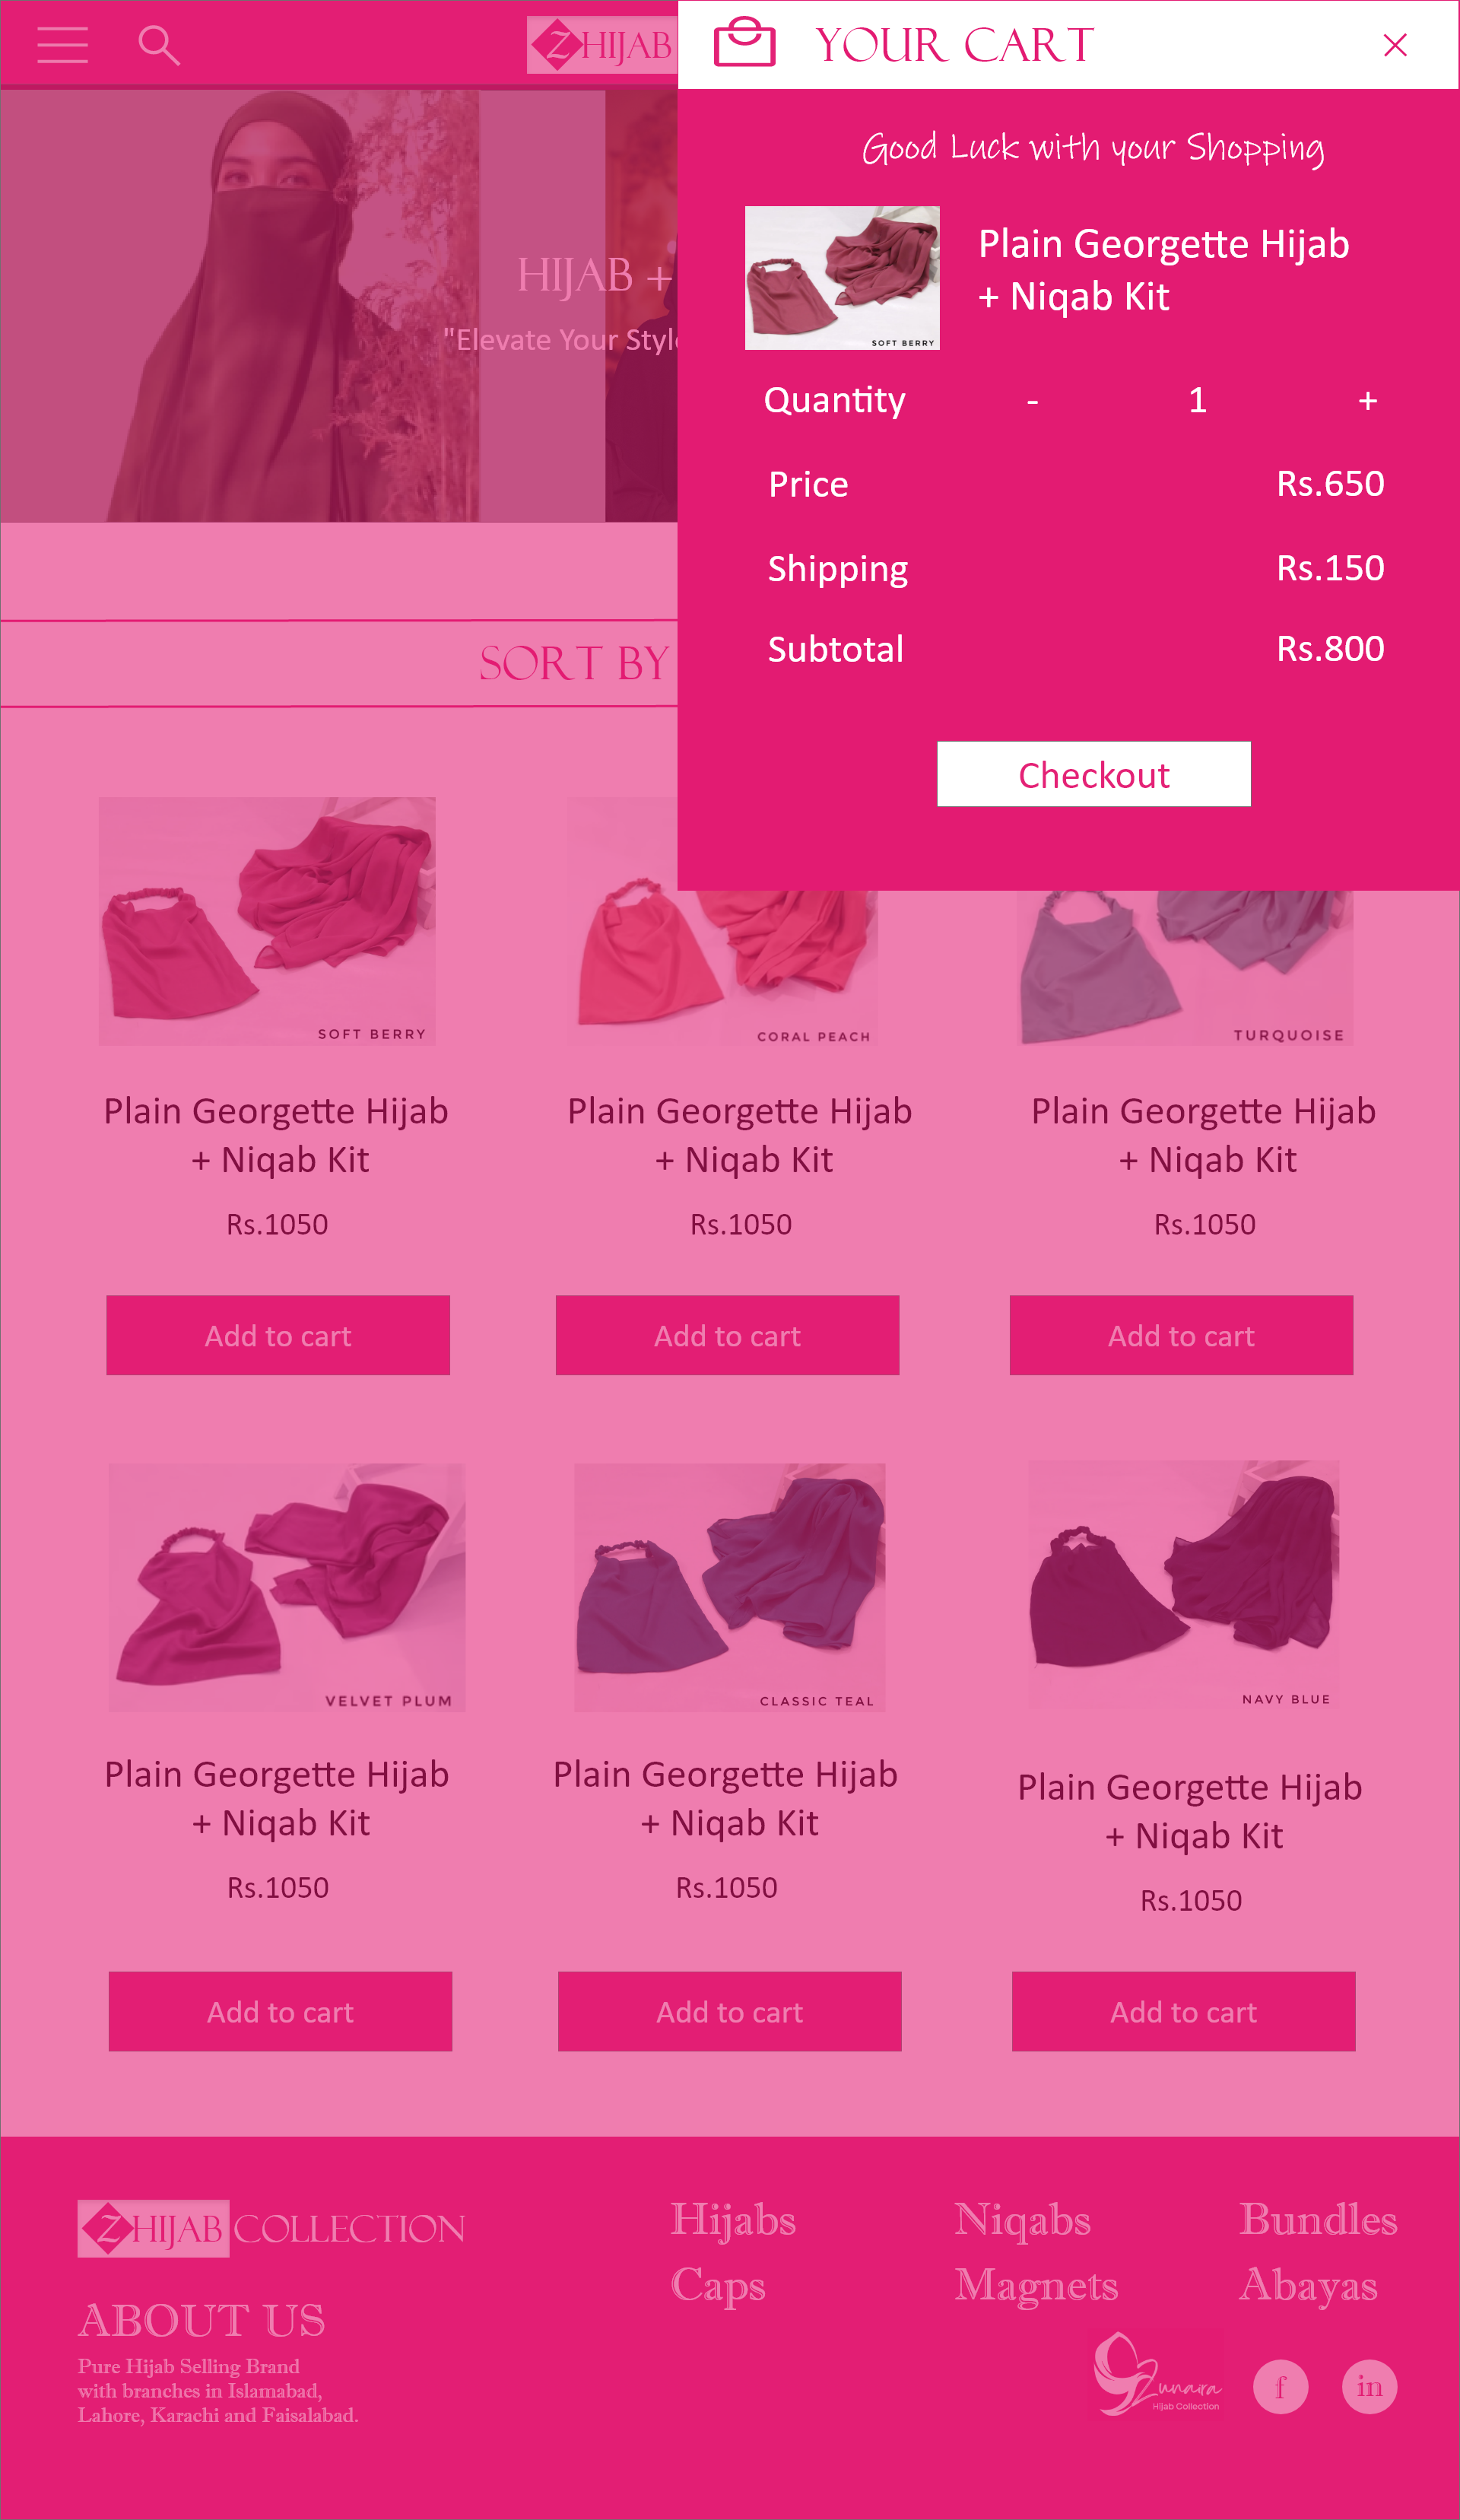 Z HIJAB
YOUR CART
Good Luck with your Shopping
Plain Georgette Hijab
+ Niqab Kit
SOFT BERRY
Quantity - 1 +
Price Rs.650
Shipping Rs.150
Subtotal Rs.800
Checkout
HIJAB +
"Elevate Your Style
SORT BY
SOFT BERRY
CORAL PEACH
TURQUOISE
Plain Georgette Hijab
+ Niqab Kit
Rs.1050
Add to cart
Plain Georgette Hijab
+ Niqab Kit
Rs.1050
Add to cart
Plain Georgette Hijab
+ Niqab Kit
Rs.1050
Add to cart
VELVET PLUM
CLASSIC TEAL
NAVY BLUE
Plain Georgette Hijab
+ Niqab Kit
Rs.1050
Add to cart
Plain Georgette Hijab
+ Niqab Kit
Rs.1050
Add to cart
Plain Georgette Hijab
+ Niqab Kit
Rs.1050
Add to cart
Z HIJAB COLLECTION
ABOUT US
Pure Hijab Selling Brand
with branches in Islamabad,
Lahore, Karachi and Faisalabad.
Hijabs Niqabs Bundles
Caps Magnets Abayas
Zunaira
Hijab Collection
f in